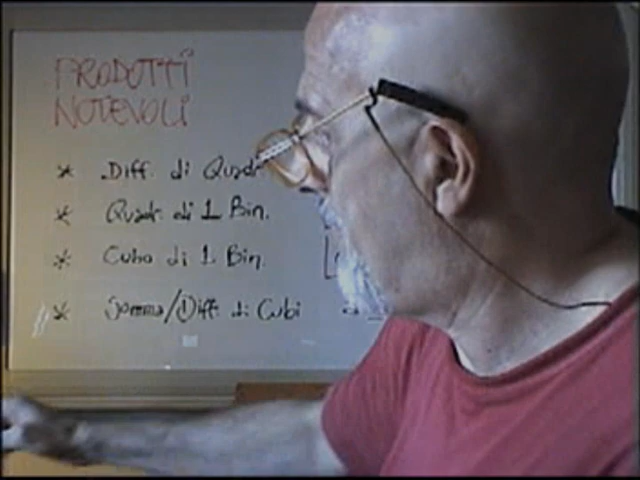 PRODOTTI
NOTEVOLI
* Diff. di Quadr
* Quadr. di 1 Bin.
* Cubo di 1 Bin.
* Somma/Diff. di Cubi